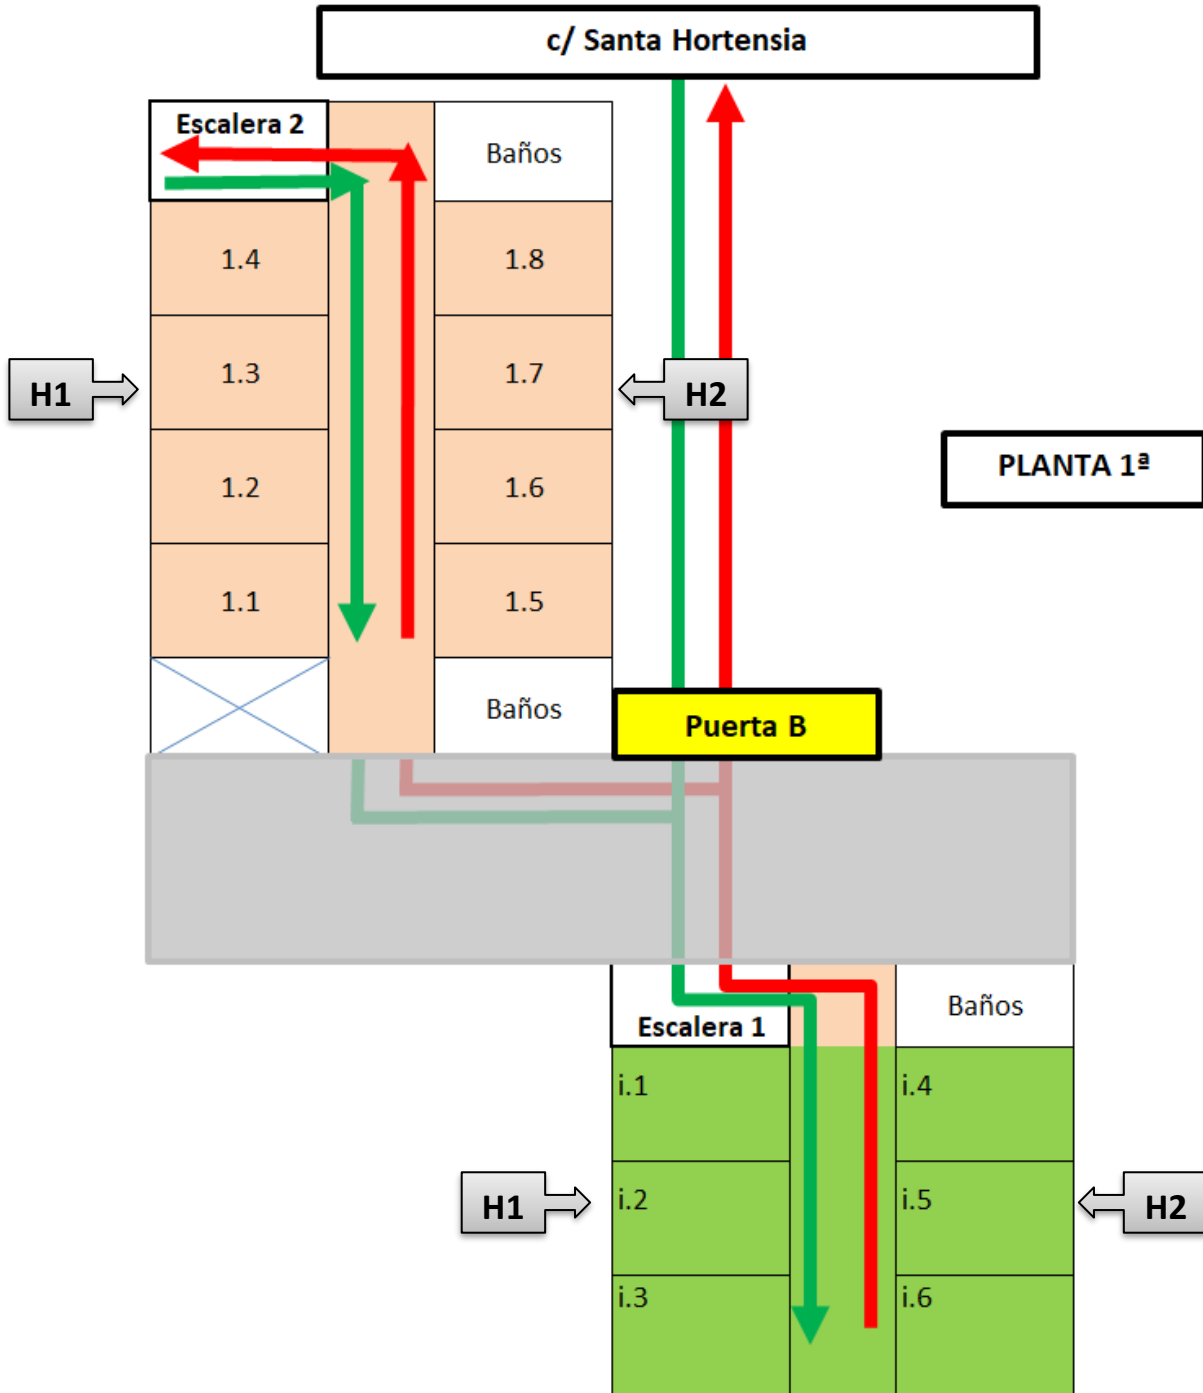 c/ Santa Hortensia
Escalera 2
Baños
1.4
1.8
H1
1.3
1.7
H2
PLANTA 1ª
1.2
1.6
1.1
1.5
Baños
Puerta B
Escalera 1
Baños
i.1
i.4
H1
i.2
i.5
H2
i.3
i.6